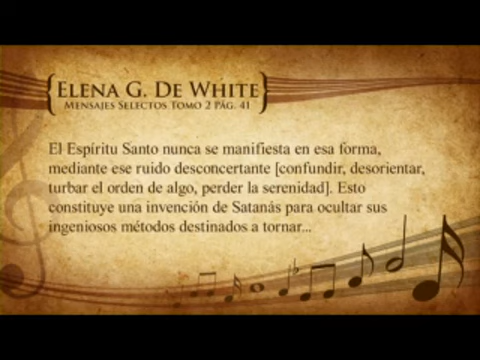 {ELENA G. DE WHITE}
MENSAJES SELECTOS TOMO 2 PÁG. 41
El Espíritu Santo nunca se manifiesta en esa forma,
mediante ese ruido desconcertante [confundir, desorientar,
turbar el orden de algo, perder la serenidad]. Esto
constituye una invención de Satanás para ocultar sus
ingeniosos métodos destinados a tornar...